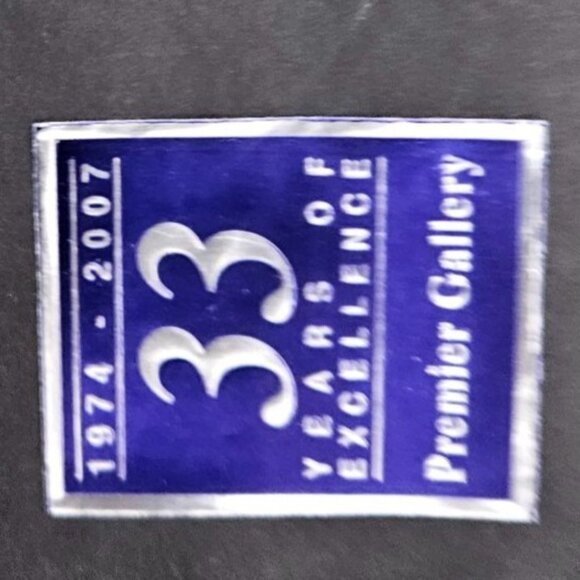 1974 - 2007
33
YEARS OF
EXCELLENCE
Premier Gallery